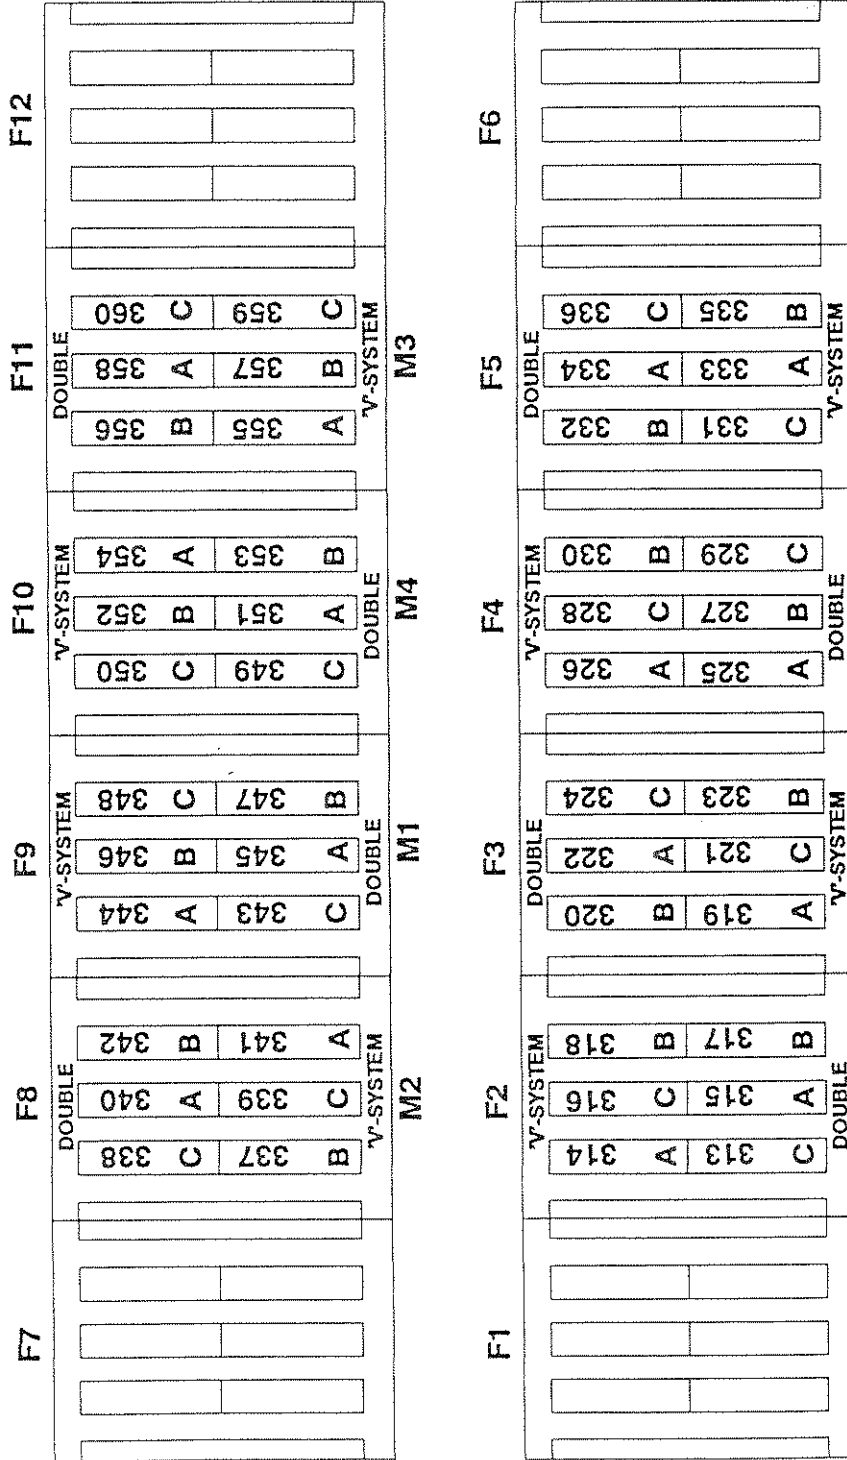 F7 F8 F9 F10 F11 F12
DOUBLE 'V'-SYSTEM 'V'-SYSTEM DOUBLE
338 340 342 344 346 348 350 352 354 356 358 360
C A B A B C C B A B A C
337 339 341 343 345 347 349 351 353 355 357 359
B C A C A B C A B A B C
'V'-SYSTEM DOUBLE DOUBLE 'V'-SYSTEM
M2 M1 M4 M3
F1 F2 F3 F4 F5 F6
'V'-SYSTEM DOUBLE 'V'-SYSTEM DOUBLE
314 316 318 320 322 324 326 328 330 332 334 336
A C B B A C A C B B A C
313 315 317 319 321 323 325 327 329 331 333 335
C A B A C B A B C C A B
DOUBLE 'V'-SYSTEM DOUBLE 'V'-SYSTEM